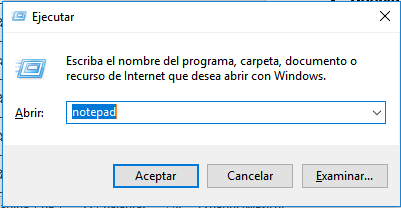 Ejecutar
Escriba el nombre del programa, carpeta, documento o
recurso de Internet que desea abrir con Windows.
Abrir: notepad
Aceptar Cancelar Examinar...